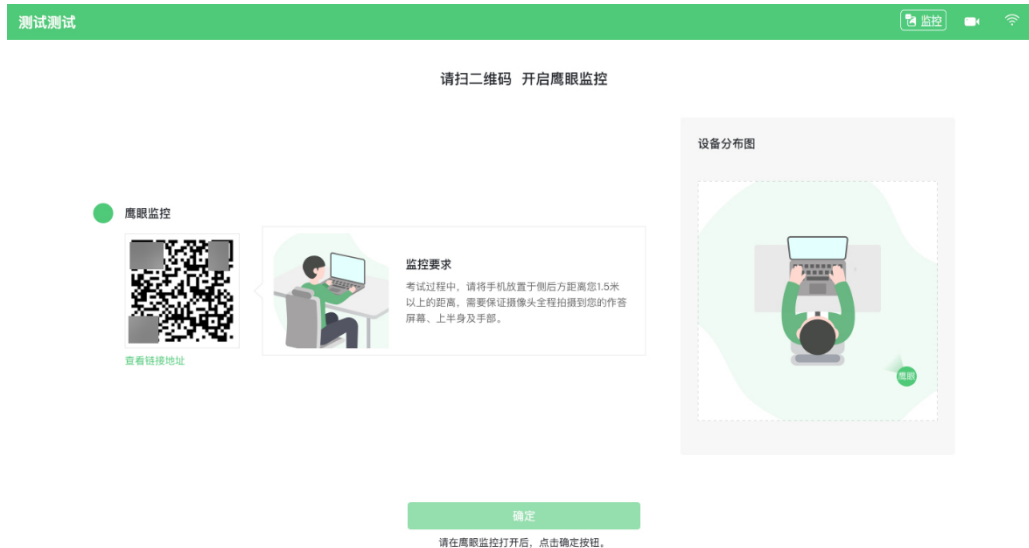 测试测试
监控
请扫二维码 开启鹰眼监控
设备分布图
鹰眼监控
监控要求
考试过程中，请将手机放置于侧后方距离您1.5米
以上的距离，需要保证摄像头全程拍摄到您的作答
屏幕、上半身及手部。
查看链接地址
鹰眼
确定
请在鹰眼监控打开后，点击确定按钮。